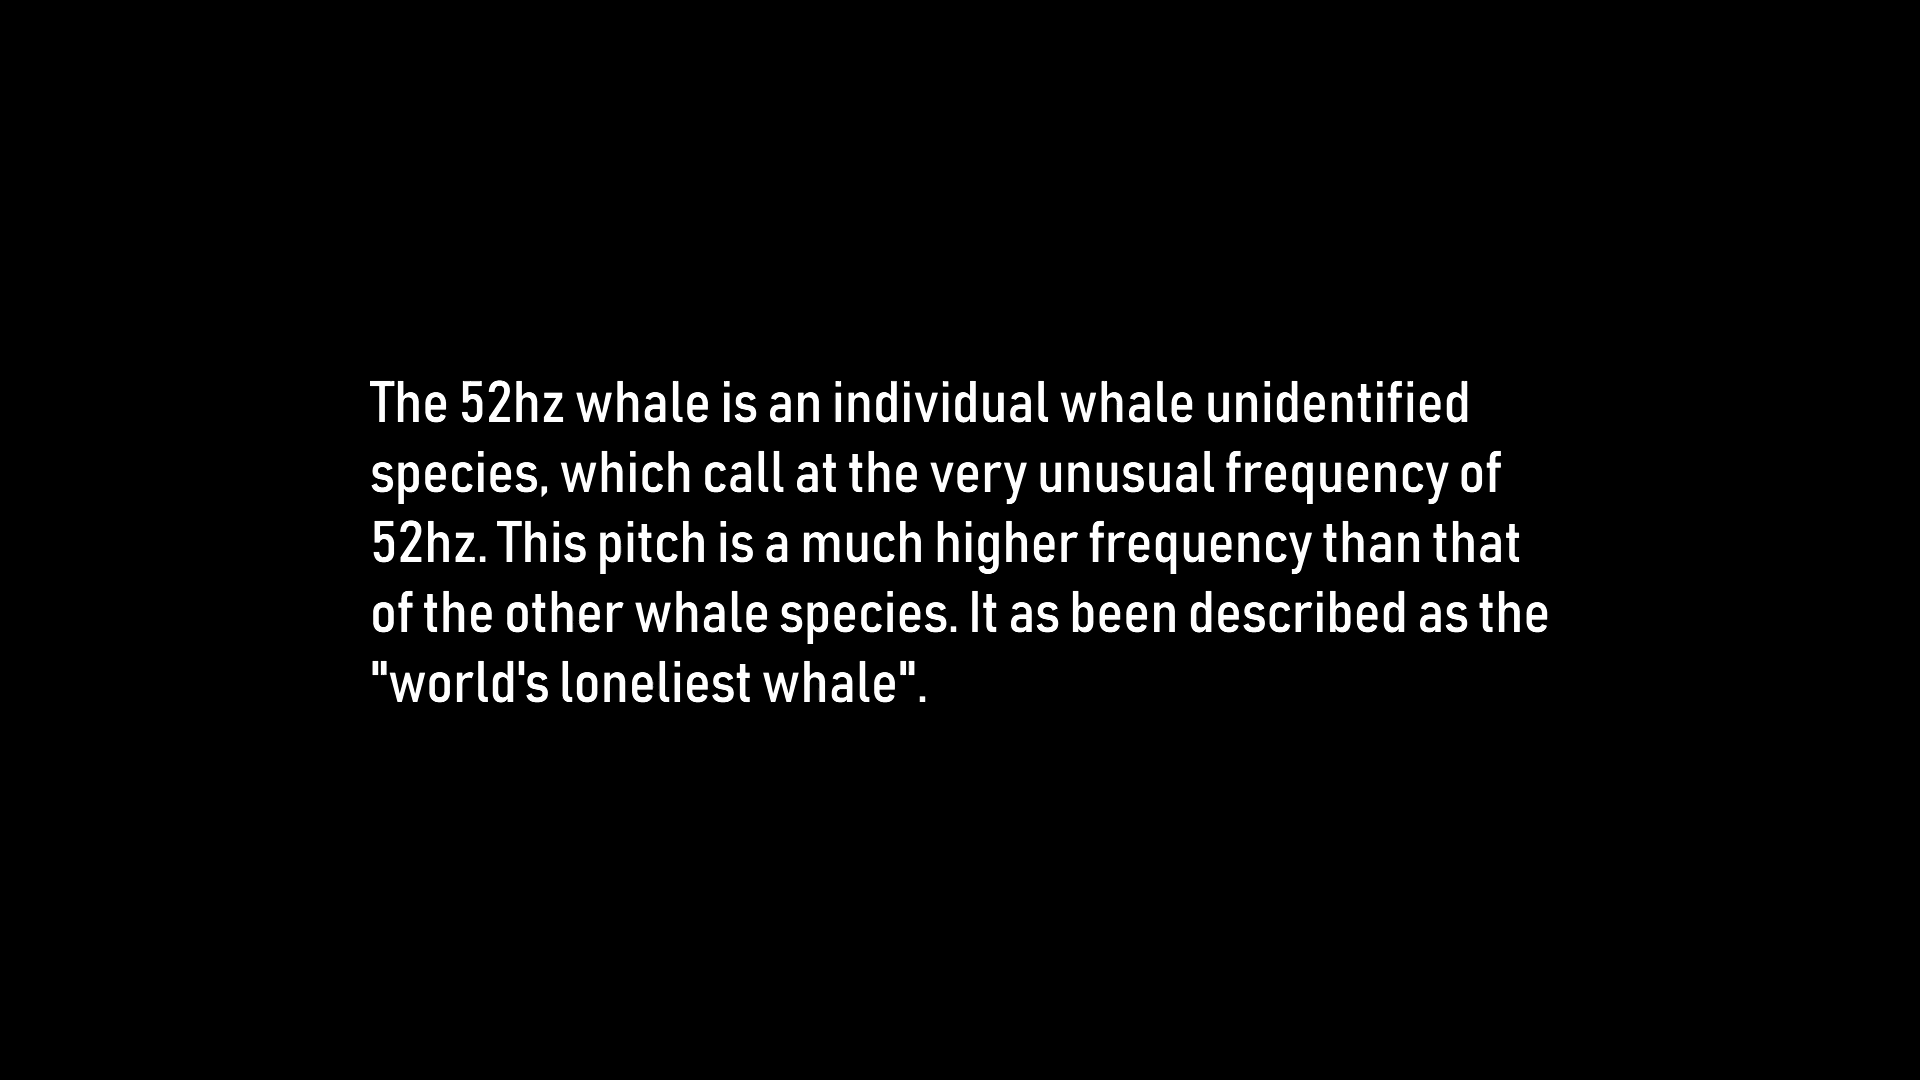 The 52hz whale is an individual whale unidentified
species, which call at the very unusual frequency of
52hz. This pitch is a much higher frequency than that
of the other whale species. It as been described as the
"world's loneliest whale".